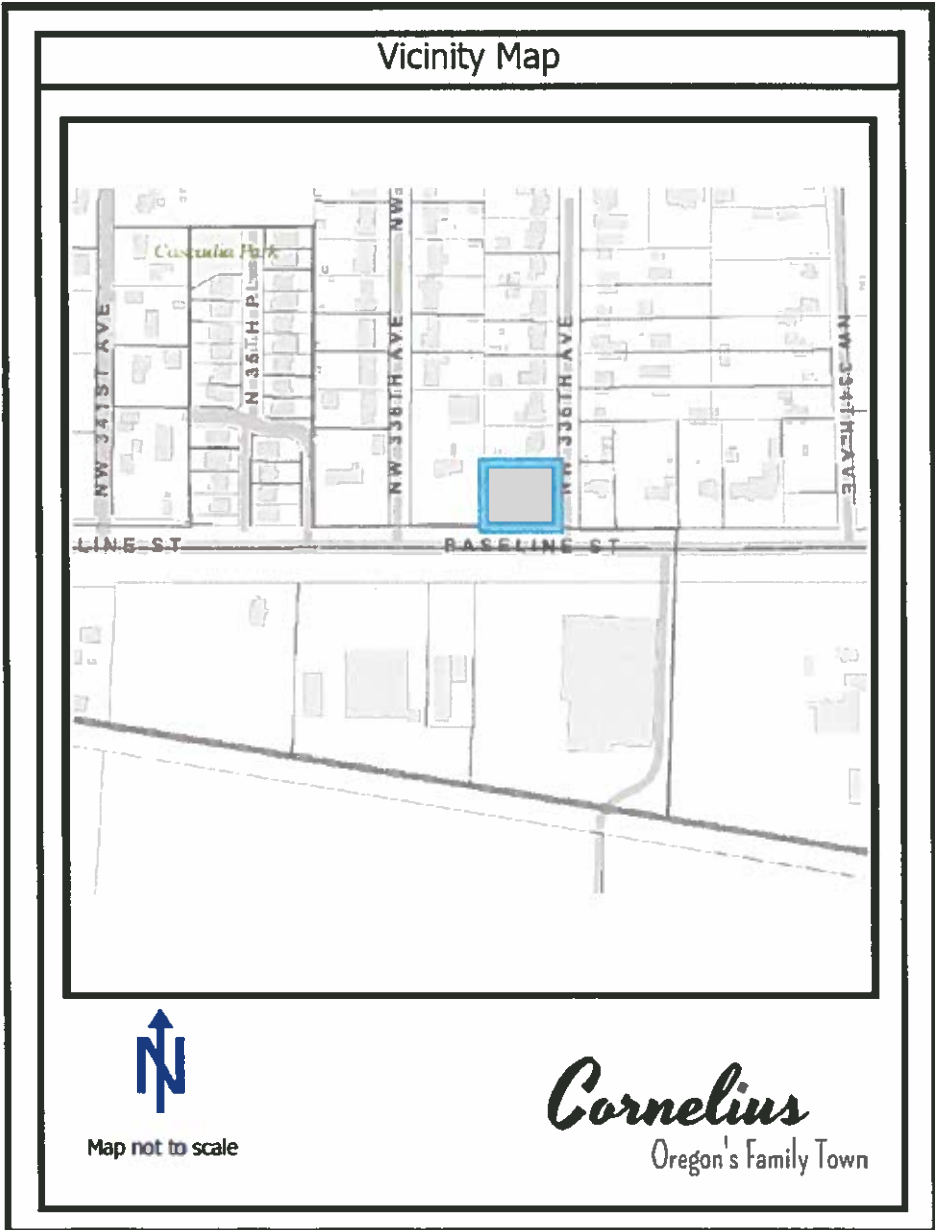 Vicinity Map
NW
Cascadia Park
NW 341ST AVE
N 36TH PL
NW 338TH AVE
NW 336TH AVE
NW 334TH AVE
LINE ST
BASELINE ST
N
Map not to scale
Cornelius
Oregon's Family Town